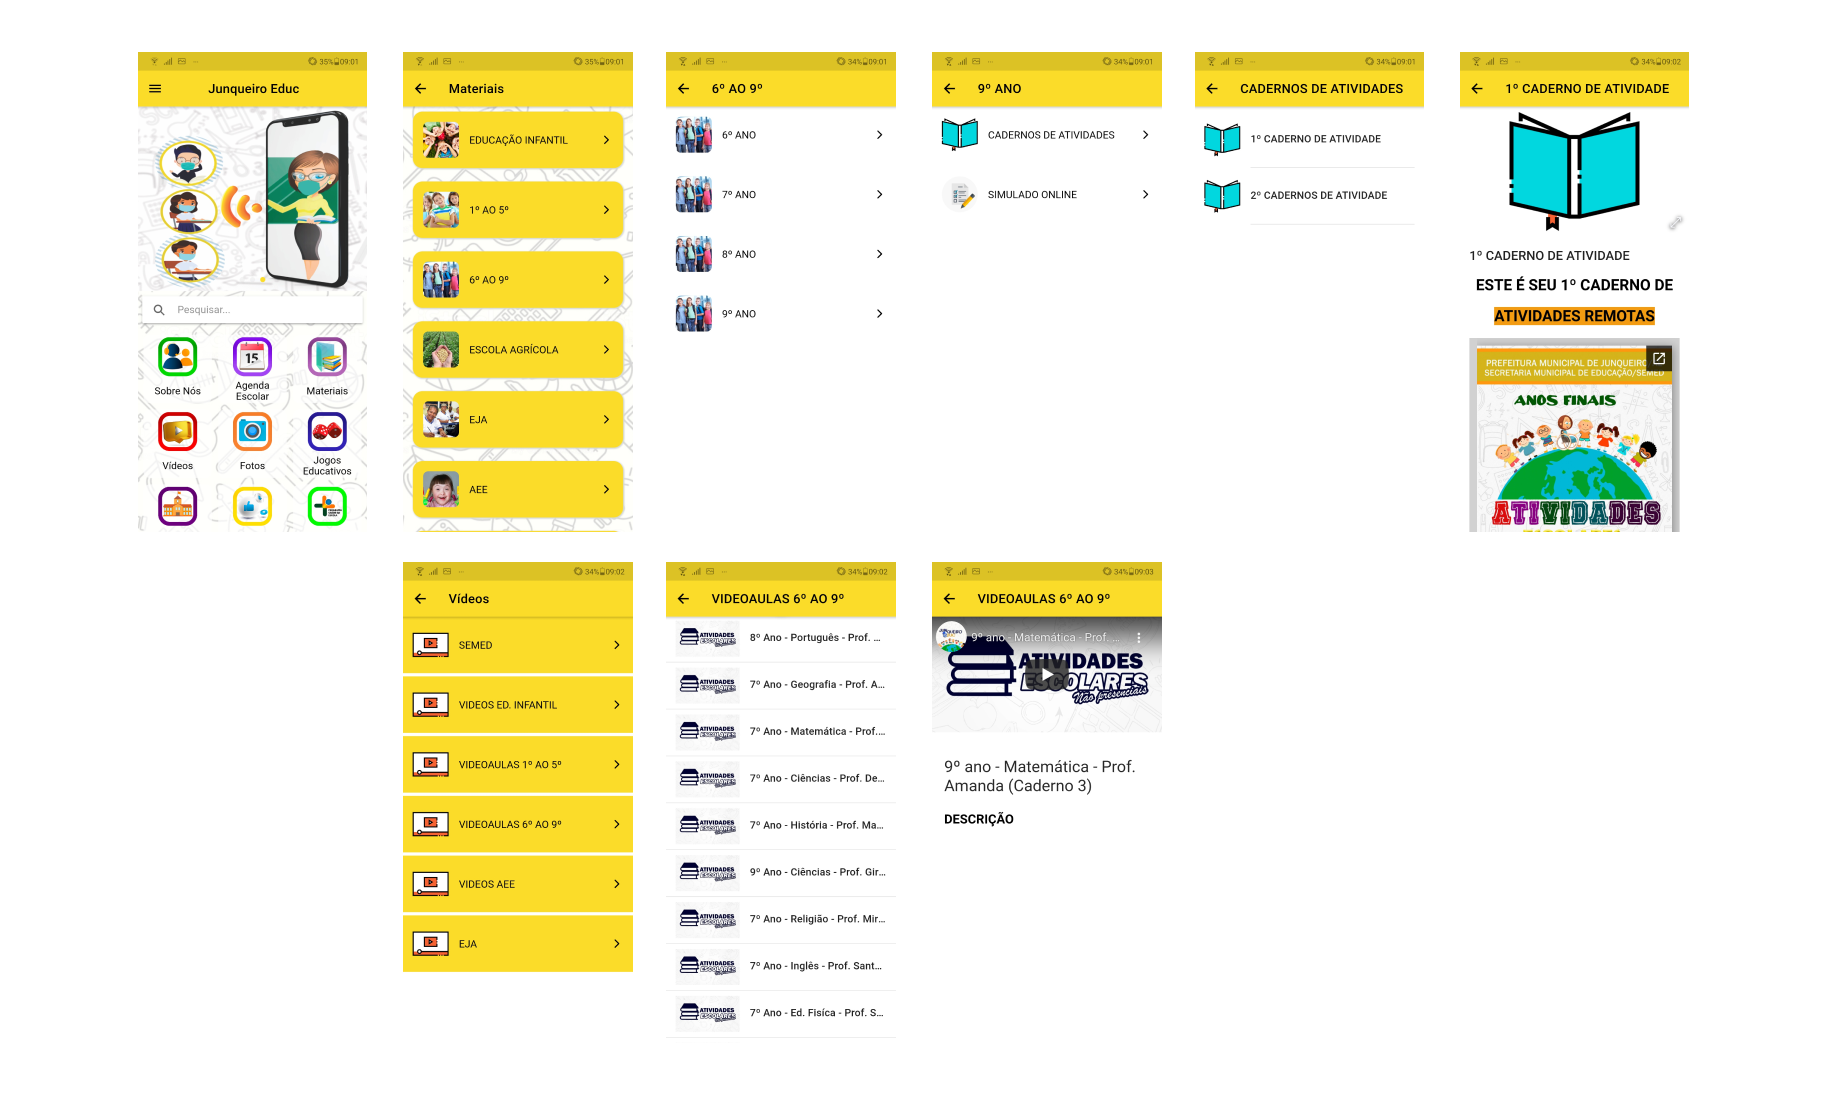 35% 09:01
Junqueiro Educ
Pesquisar...
Sobre Nós
Agenda
Escolar
Materiais
Vídeos
Fotos
Jogos
Educativos
35% 09:01
Materiais
EDUCAÇÃO INFANTIL
1º AO 5º
6º AO 9º
ESCOLA AGRÍCOLA
EJA
AEE
34% 09:01
6º AO 9º
6º ANO
7º ANO
8º ANO
9º ANO
34% 09:01
9º ANO
CADERNOS DE ATIVIDADES
SIMULADO ONLINE
34% 09:01
CADERNOS DE ATIVIDADES
1º CADERNO DE ATIVIDADE
2º CADERNOS DE ATIVIDADE
34% 09:02
1º CADERNO DE ATIVIDADE
1º CADERNO DE ATIVIDADE
ESTE É SEU 1º CADERNO DE
ATIVIDADES REMOTAS
PREFEITURA MUNICIPAL DE JUNQUEIRO
SECRETARIA MUNICIPAL DE EDUCAÇÃO/SEMED
ANOS FINAIS
ATIVIDADES
34% 09:02
Vídeos
SEMED
VIDEOS ED. INFANTIL
VIDEOAULAS 1º AO 5º
VIDEOAULAS 6º AO 9º
VIDEOS AEE
EJA
34% 09:02
VIDEOAULAS 6º AO 9º
ATIVIDADES ESCOLARES
8º Ano - Português - Prof. ...
7º Ano - Geografia - Prof. A...
7º Ano - Matemática - Prof....
7º Ano - Ciências - Prof. De...
7º Ano - História - Prof. Ma...
9º Ano - Ciências - Prof. Gir...
7º Ano - Religião - Prof. Mir...
7º Ano - Inglês - Prof. Sant...
7º Ano - Ed. Fisíca - Prof. S...
34% 09:03
VIDEOAULAS 6º AO 9º
9º ano - Matemática - Prof. ...
ATIVIDADES
ESCOLARES
Não presenciais
9º ano - Matemática - Prof.
Amanda (Caderno 3)
DESCRIÇÃO